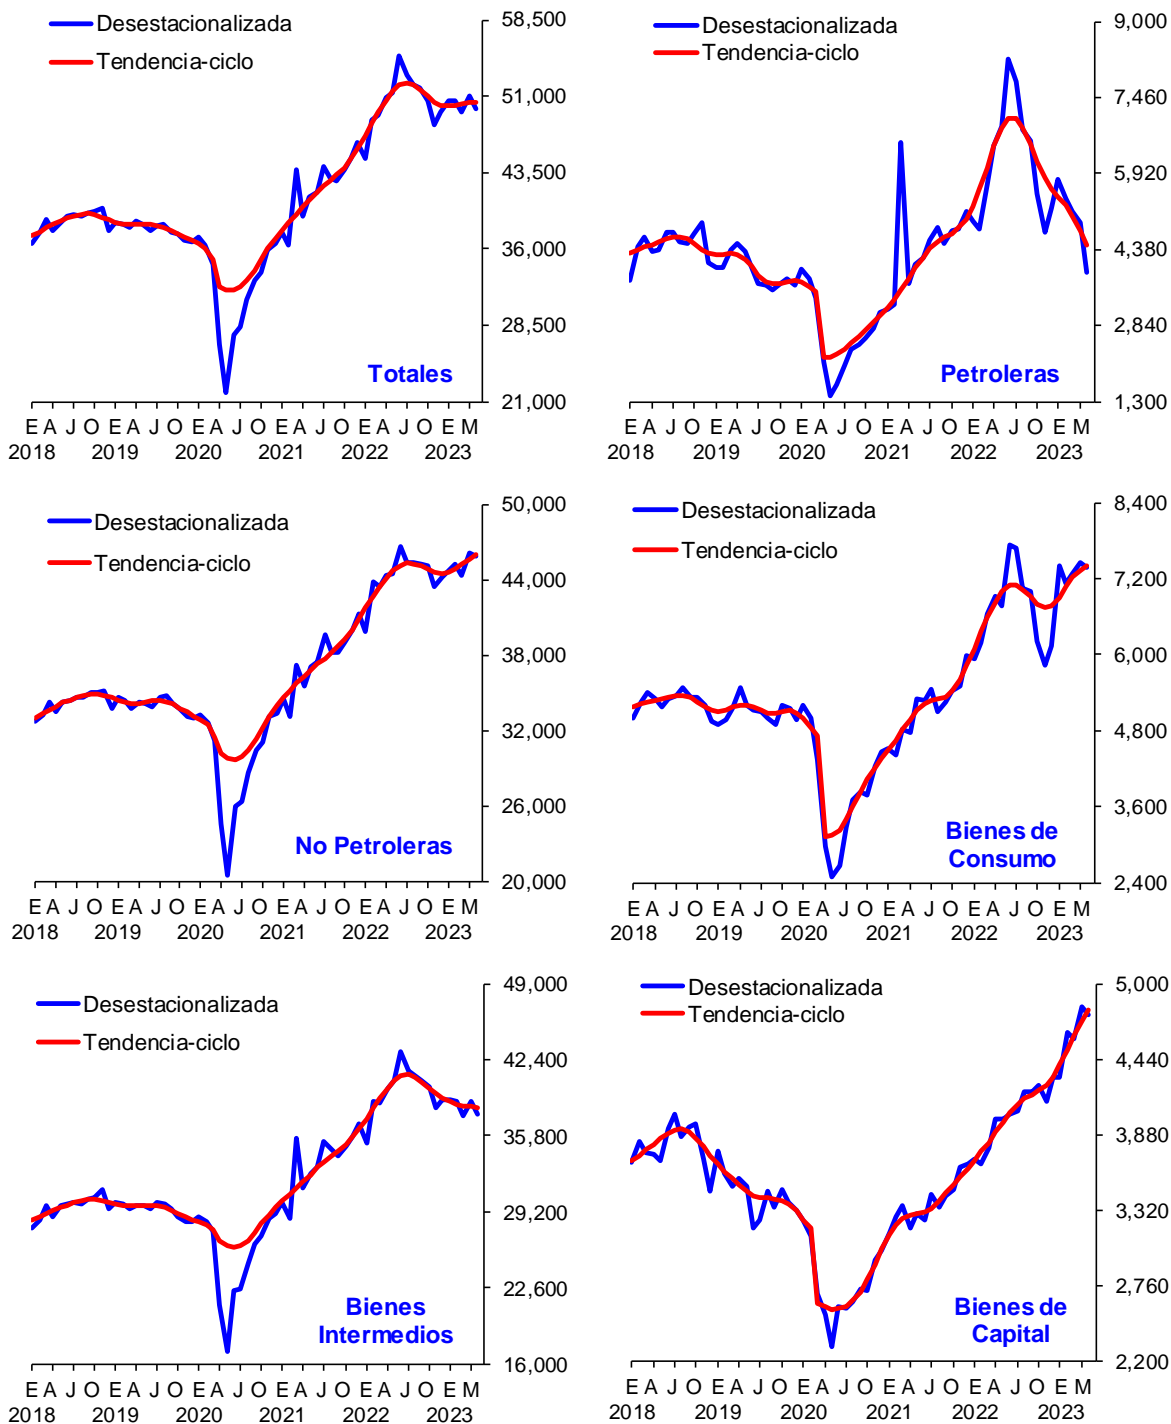 Desestacionalizada
Tendencia-ciclo
58,500
51,000
43,500
36,000
28,500
21,000
Totales
E A J O E A J O E A J O E A J O E A J O E M
2018 2019 2020 2021 2022 2023
Desestacionalizada
Tendencia-ciclo
9,000
7,460
5,920
4,380
2,840
1,300
Petroleras
E A J O E A J O E A J O E A J O E A J O E M
2018 2019 2020 2021 2022 2023
Desestacionalizada
Tendencia-ciclo
50,000
44,000
38,000
32,000
26,000
20,000
No Petroleras
E A J O E A J O E A J O E A J O E A J O E M
2018 2019 2020 2021 2022 2023
Desestacionalizada
Tendencia-ciclo
8,400
7,200
6,000
4,800
3,600
2,400
Bienes de
Consumo
E A J O E A J O E A J O E A J O E A J O E M
2018 2019 2020 2021 2022 2023
Desestacionalizada
Tendencia-ciclo
49,000
42,400
35,800
29,200
22,600
16,000
Bienes
Intermedios
E A J O E A J O E A J O E A J O E A J O E M
2018 2019 2020 2021 2022 2023
Desestacionalizada
Tendencia-ciclo
5,000
4,440
3,880
3,320
2,760
2,200
Bienes de
Capital
E A J O E A J O E A J O E A J O E A J O E M
2018 2019 2020 2021 2022 2023